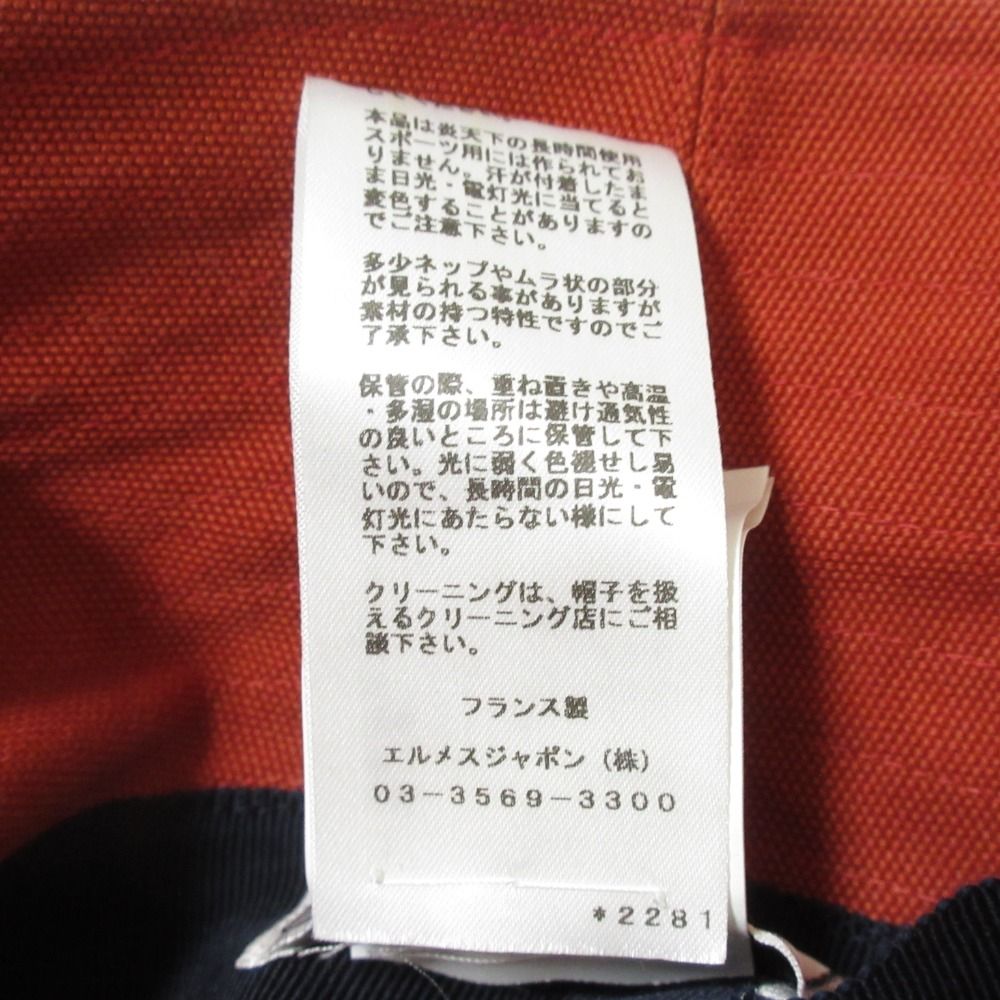 本品は炎天下の長時間使用
スポーツ用には作られておま
りません。汗が付着してたると
ま日光・電灯光に当りますの
変色することがあります
でご注意下さい。
多少ネップやムラ状の部分
が見られる事がありますが
素材の持つ特性ですのでご
了承下さい。
保管の際、重ね置きや高温
・多湿の場所は避け通気性
の良いところに保管して下
さい。光に弱く色褪せし易
いので、長時間の日光・電
灯光にあたらない様にして
下さい。
クリーニングは、帽子を扱
えるクリーニング店にご相
談下さい。
フランス製
エルメスジャポン（株）
03-3569-3300
*2281